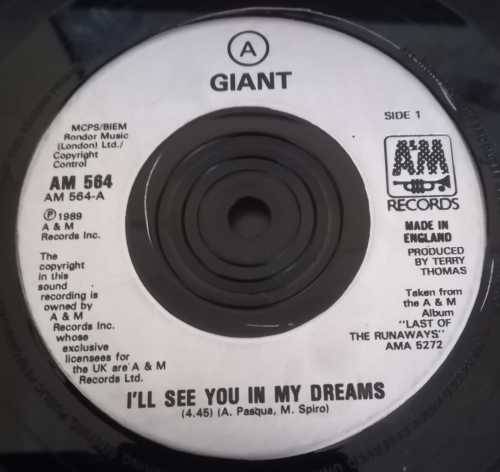 A
GIANT
MCPS/BIEM
Rondor Music
(London) Ltd./
Copyright
Control
AM 564
AM 564-A
Ⓟ1989
A & M
Records Inc.
The
copyright
in this
sound
recording is
owned by
A & M
Records Inc.
whose
exclusive
licensees for
the UK are A & M
Records Ltd.
SIDE 1
A&M
RECORDS
MADE IN
ENGLAND
PRODUCED
BY TERRY
THOMAS
Taken from
the A & M
Album
"LAST OF
THE RUNAWAYS"
AMA 5272
I'LL SEE YOU IN MY DREAMS
(4.45) (A. Pasqua, M. Spiro)